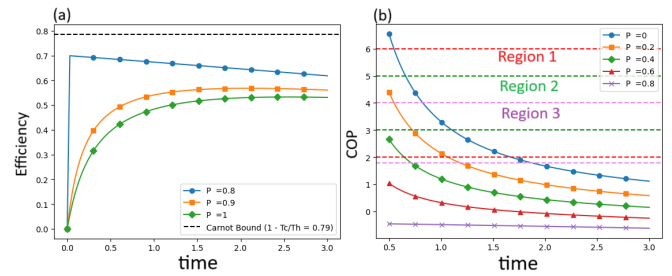 (a)
0.8
0.7
0.6
0.5
0.4
0.3
0.2
0.1
0.0
Efficiency
P =0.8
P =0.9
P =1
Carnot Bound (1 - Tc/Th = 0.79)
0.0 0.5 1.0 1.5 2.0 2.5 3.0
time
(b)
6
5
4
3
2
1
0
COP
P =0
P =0.2
P =0.4
P =0.6
P =0.8
Region 1
Region 2
Region 3
0.5 1.0 1.5 2.0 2.5 3.0
time